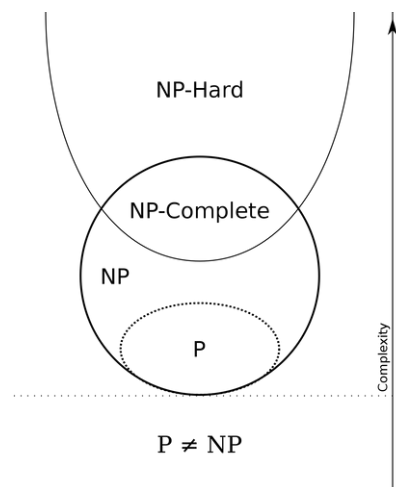 NP-Hard
NP-Complete
NP
P
Complexity
P ≠ NP